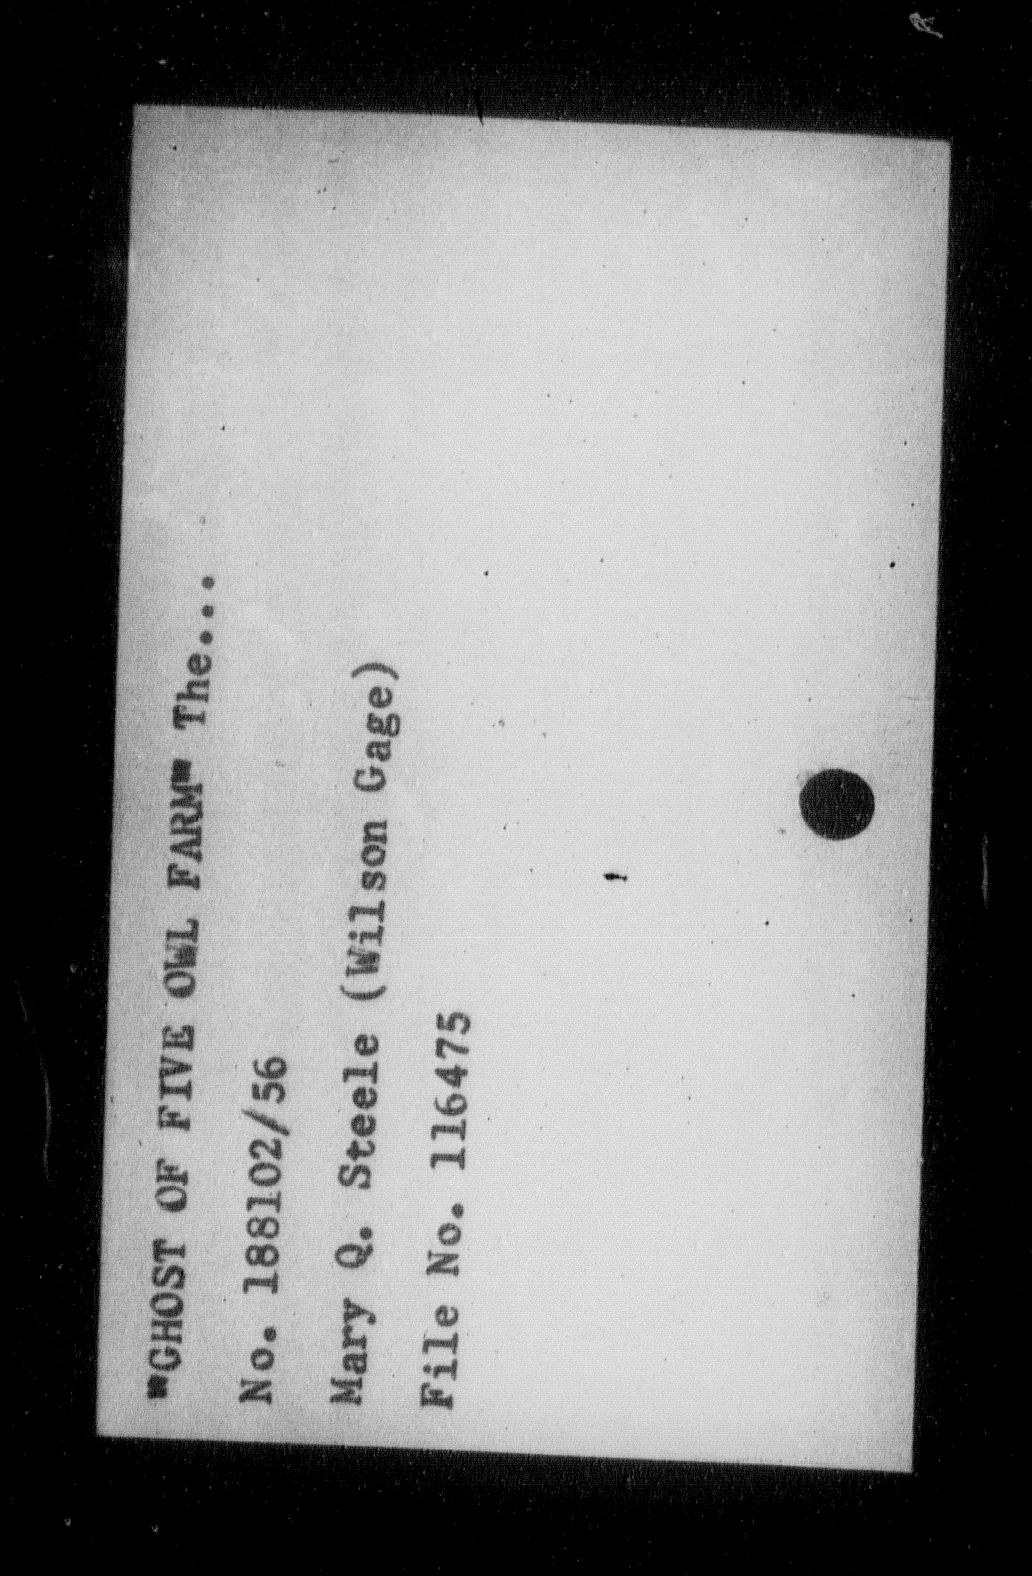 "GHOST OF FIVE OWL FARM" The...
No. 188102/56
Mary Q. Steele (Wilson Gage)
File No. 116475